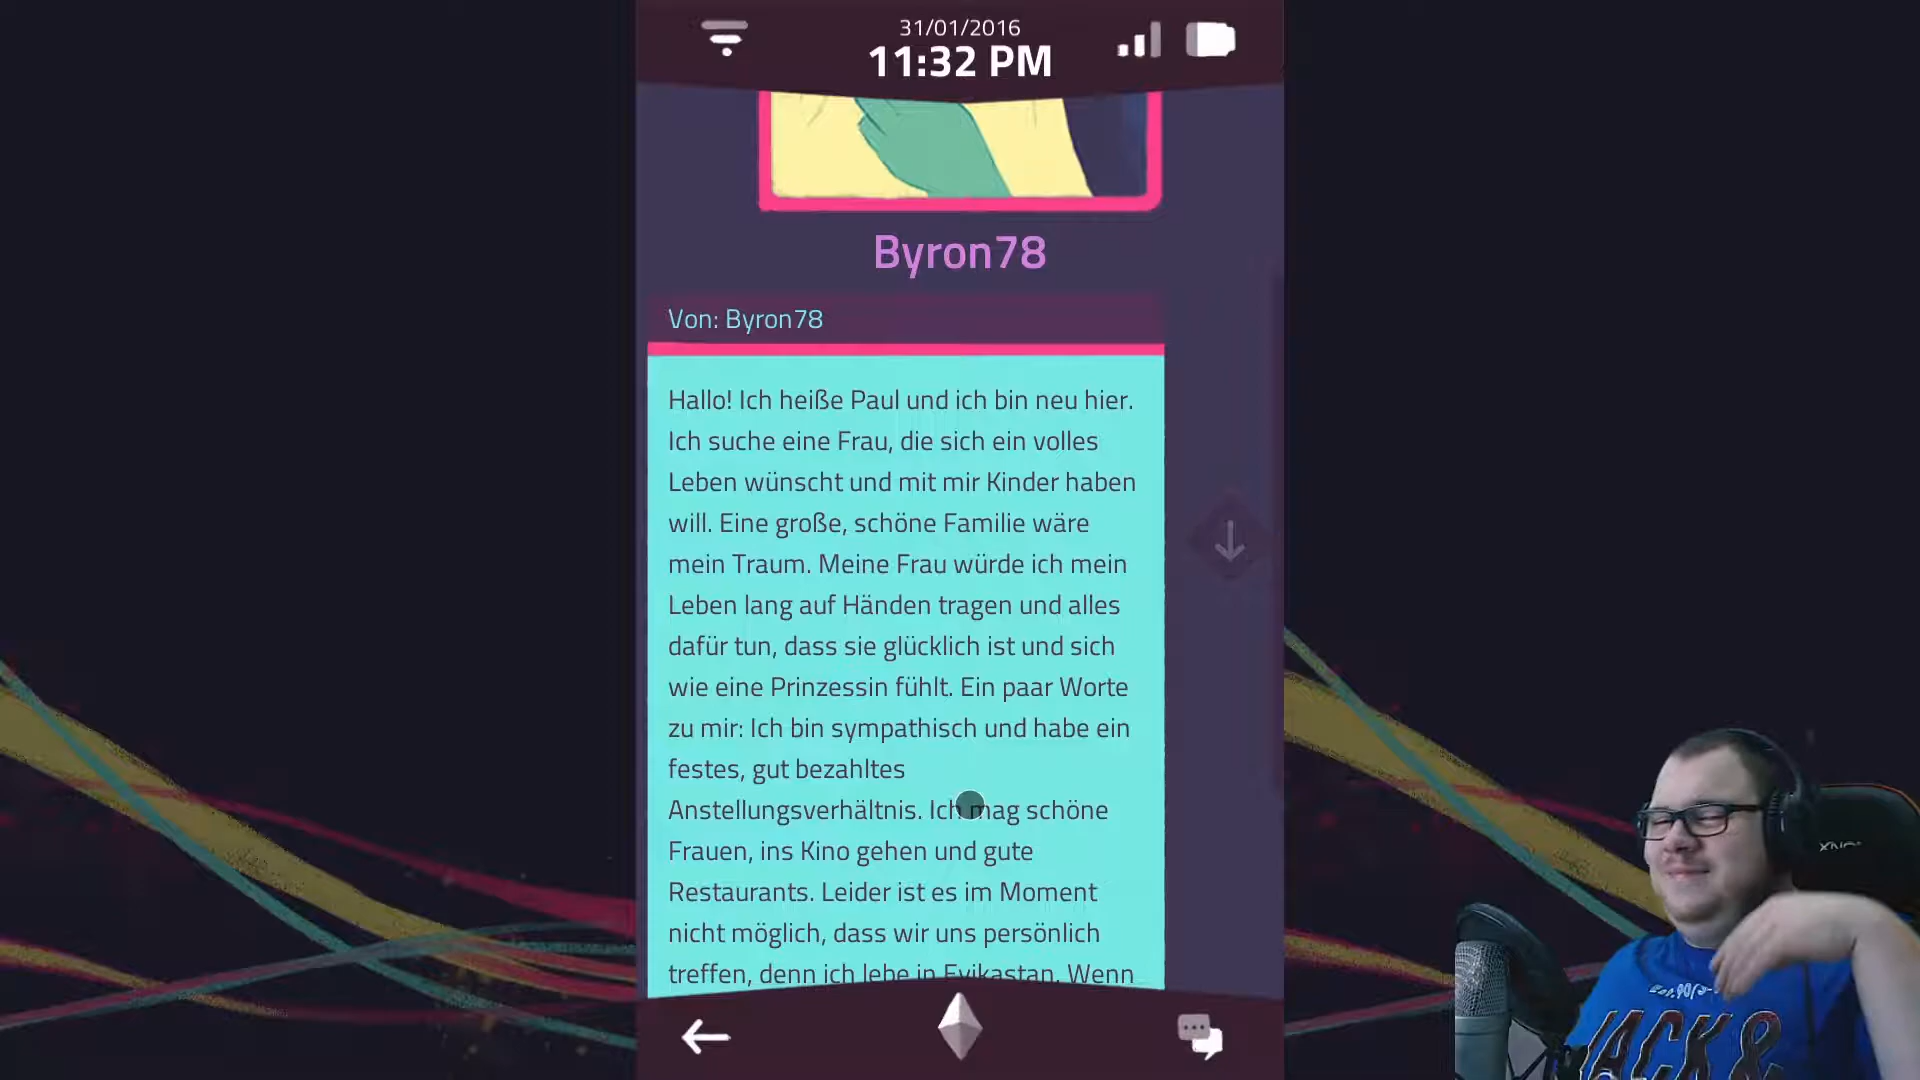 31/01/2016
11:32 PM
Byron78
Von: Byron78
Hallo! Ich heiße Paul und ich bin neu hier.
Ich suche eine Frau, die sich ein volles
Leben wünscht und mit mir Kinder haben
will. Eine große, schöne Familie wäre
mein Traum. Meine Frau würde ich mein
Leben lang auf Händen tragen und alles
dafür tun, dass sie glücklich ist und sich
wie eine Prinzessin fühlt. Ein paar Worte
zu mir: Ich bin sympathisch und habe ein
festes, gut bezahltes
Anstellungsverhältnis. Ich mag schöne
Frauen, ins Kino gehen und gute
Restaurants. Leider ist es im Moment
nicht möglich, dass wir uns persönlich
treffen, denn ich lebe in Evikastan. Wenn
JACK &